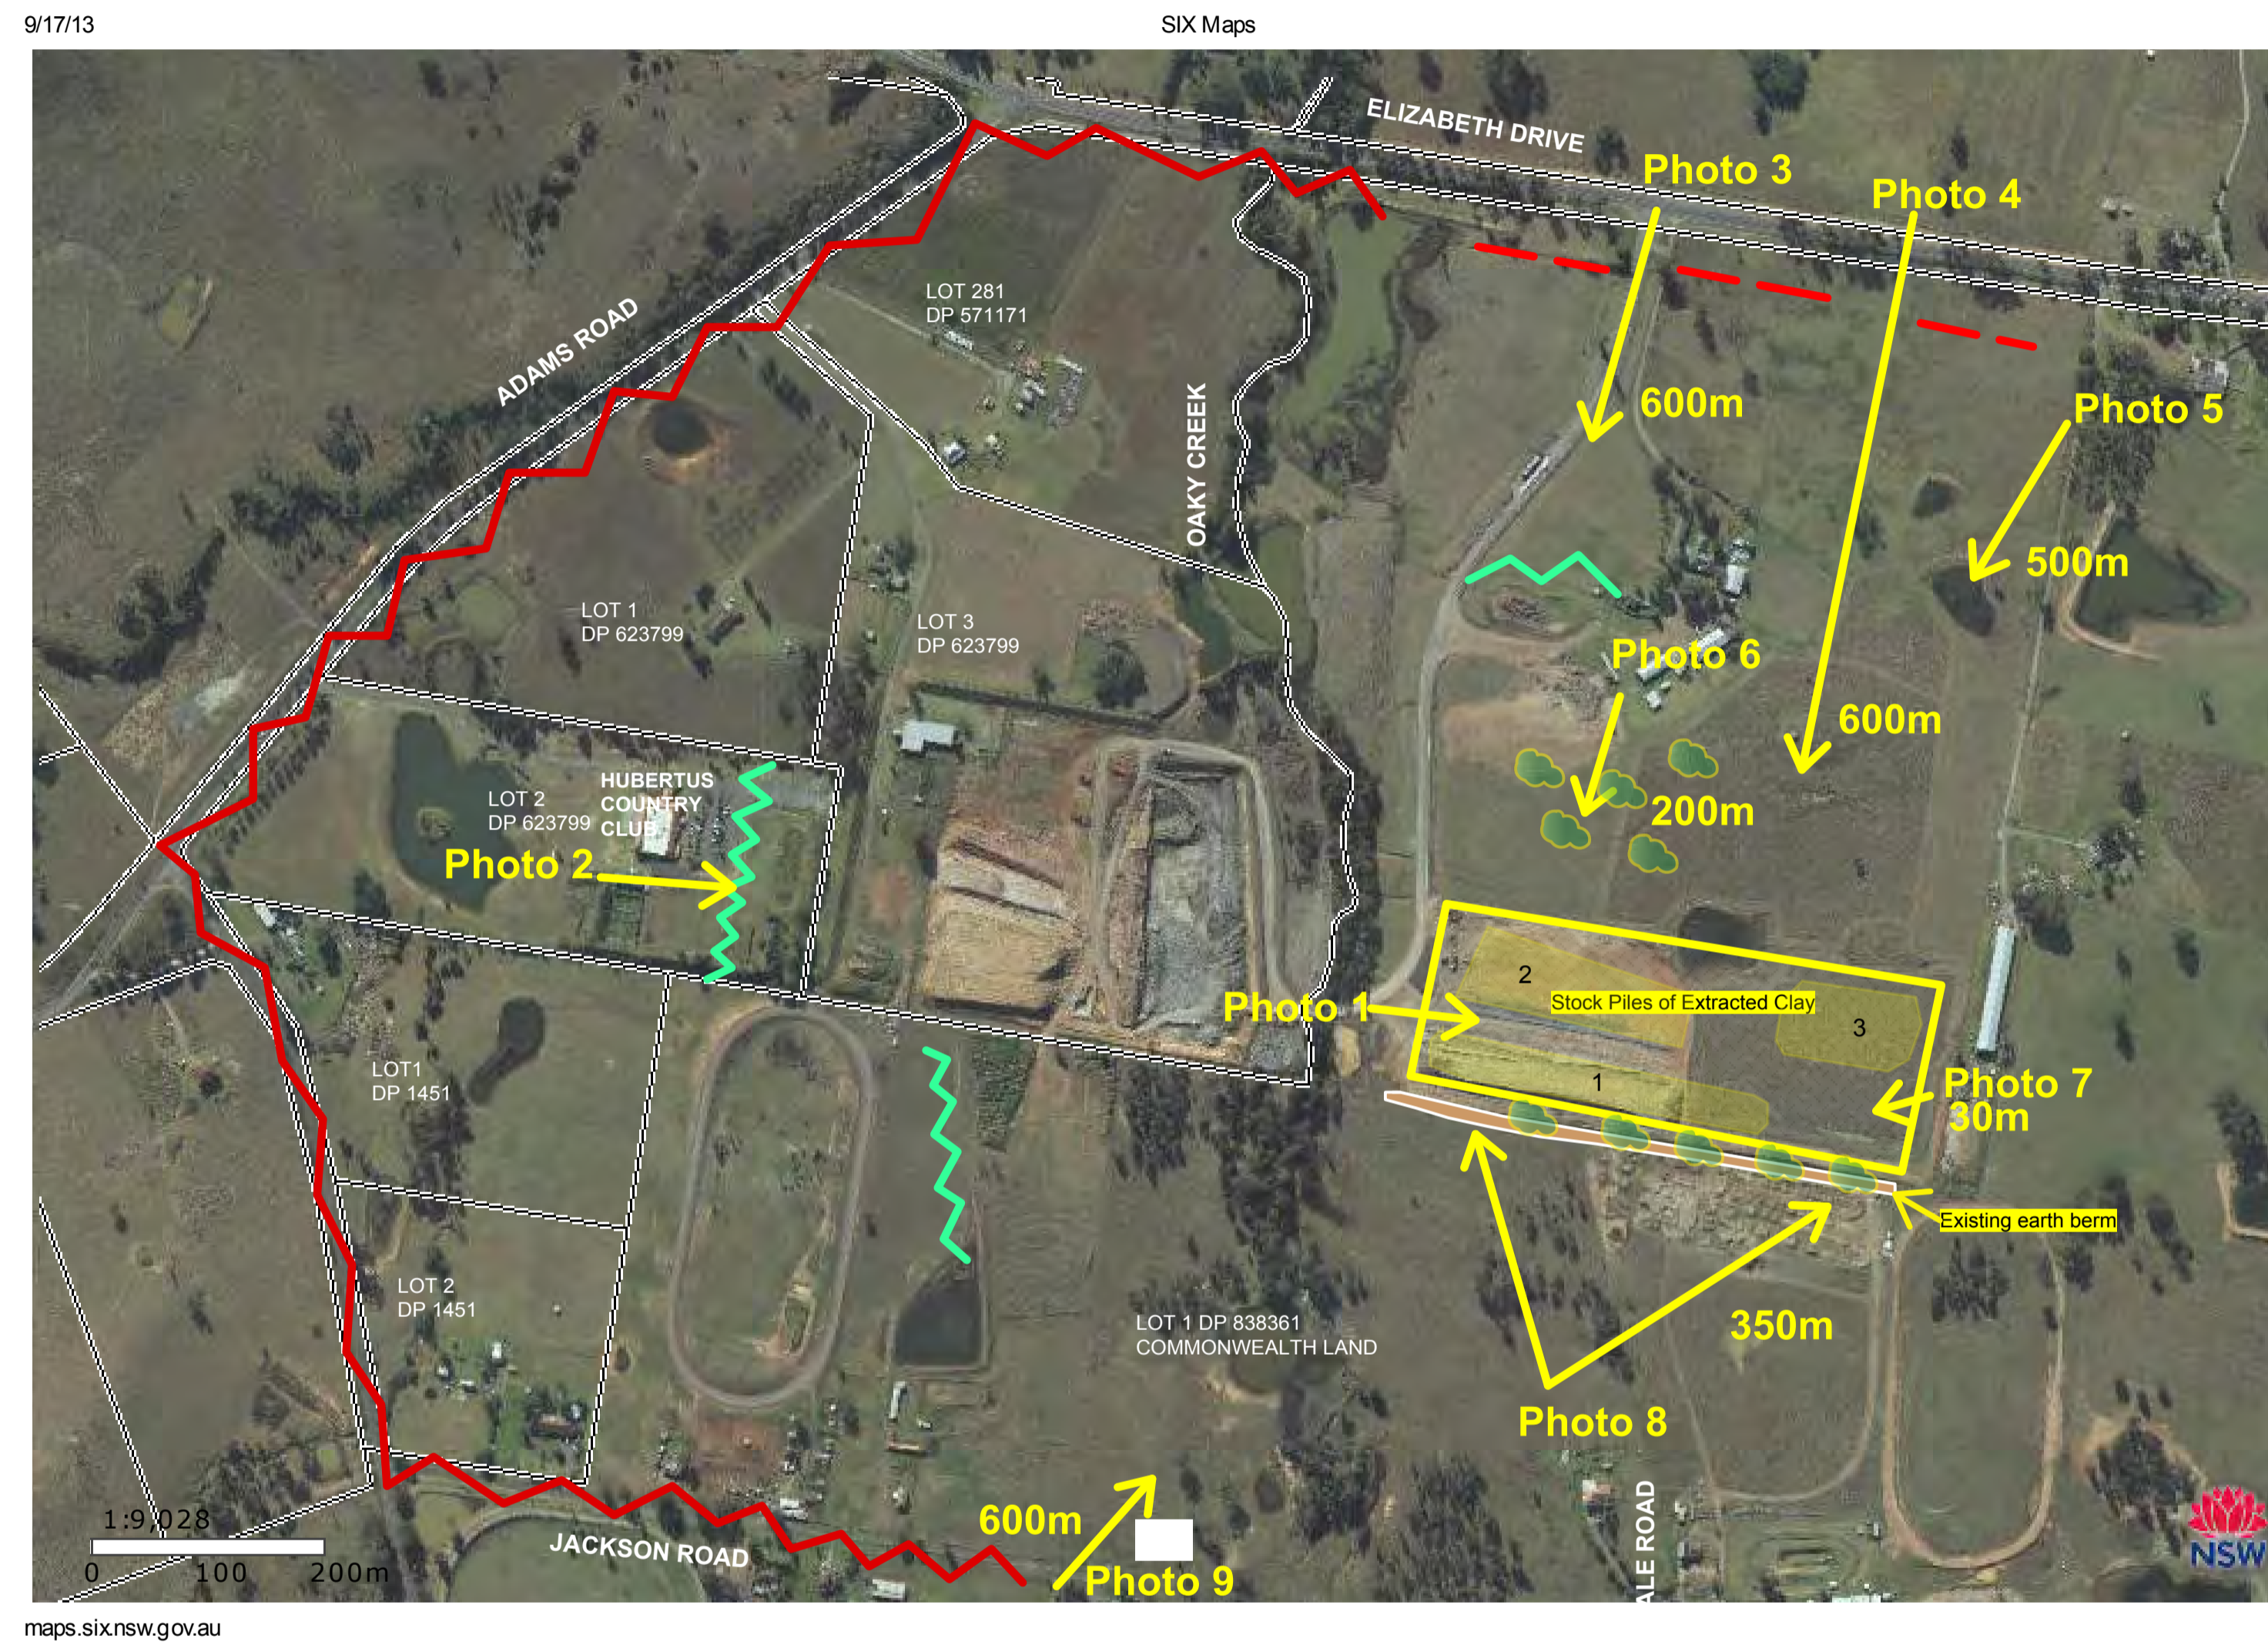 9/17/13
SIX Maps
ELIZABETH DRIVE
Photo 3
Photo 4
LOT 281
DP 571171
ADAMS ROAD
OAKY CREEK
600m
Photo 5
500m
LOT 1
DP 623799
LOT 3
DP 623799
Photo 6
600m
HUBERTUS
COUNTRY
CLUB
LOT 2
DP 623799
200m
Photo 2
2
Stock Piles of Extracted Clay
3
Photo 1
1
LOT1
DP 1451
Photo 7
30m
Existing earth berm
LOT 2
DP 1451
LOT 1 DP 838361
COMMONWEALTH LAND
350m
Photo 8
ALE ROAD
600m
Photo 9
JACKSON ROAD
1:9,028
0 100 200m
NSW
maps.six.nsw.gov.au